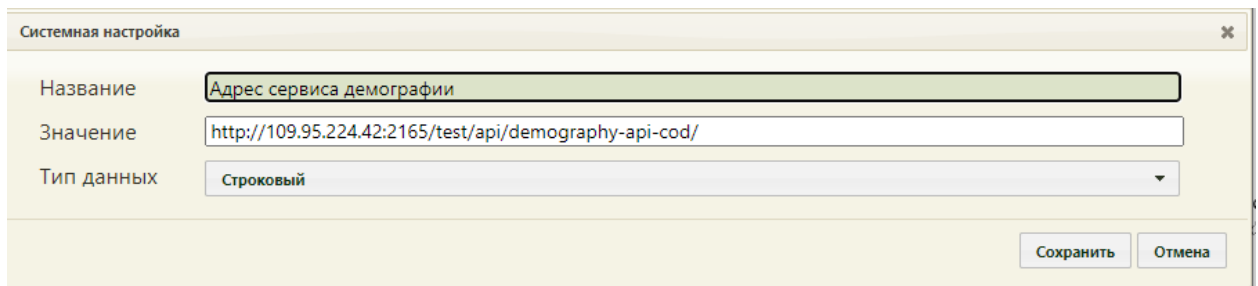 Системная настройка
Название Адрес сервиса демографии
Значение http://109.95.224.42:2165/test/api/demography-api-cod/
Тип данных Строковый
Сохранить Отмена